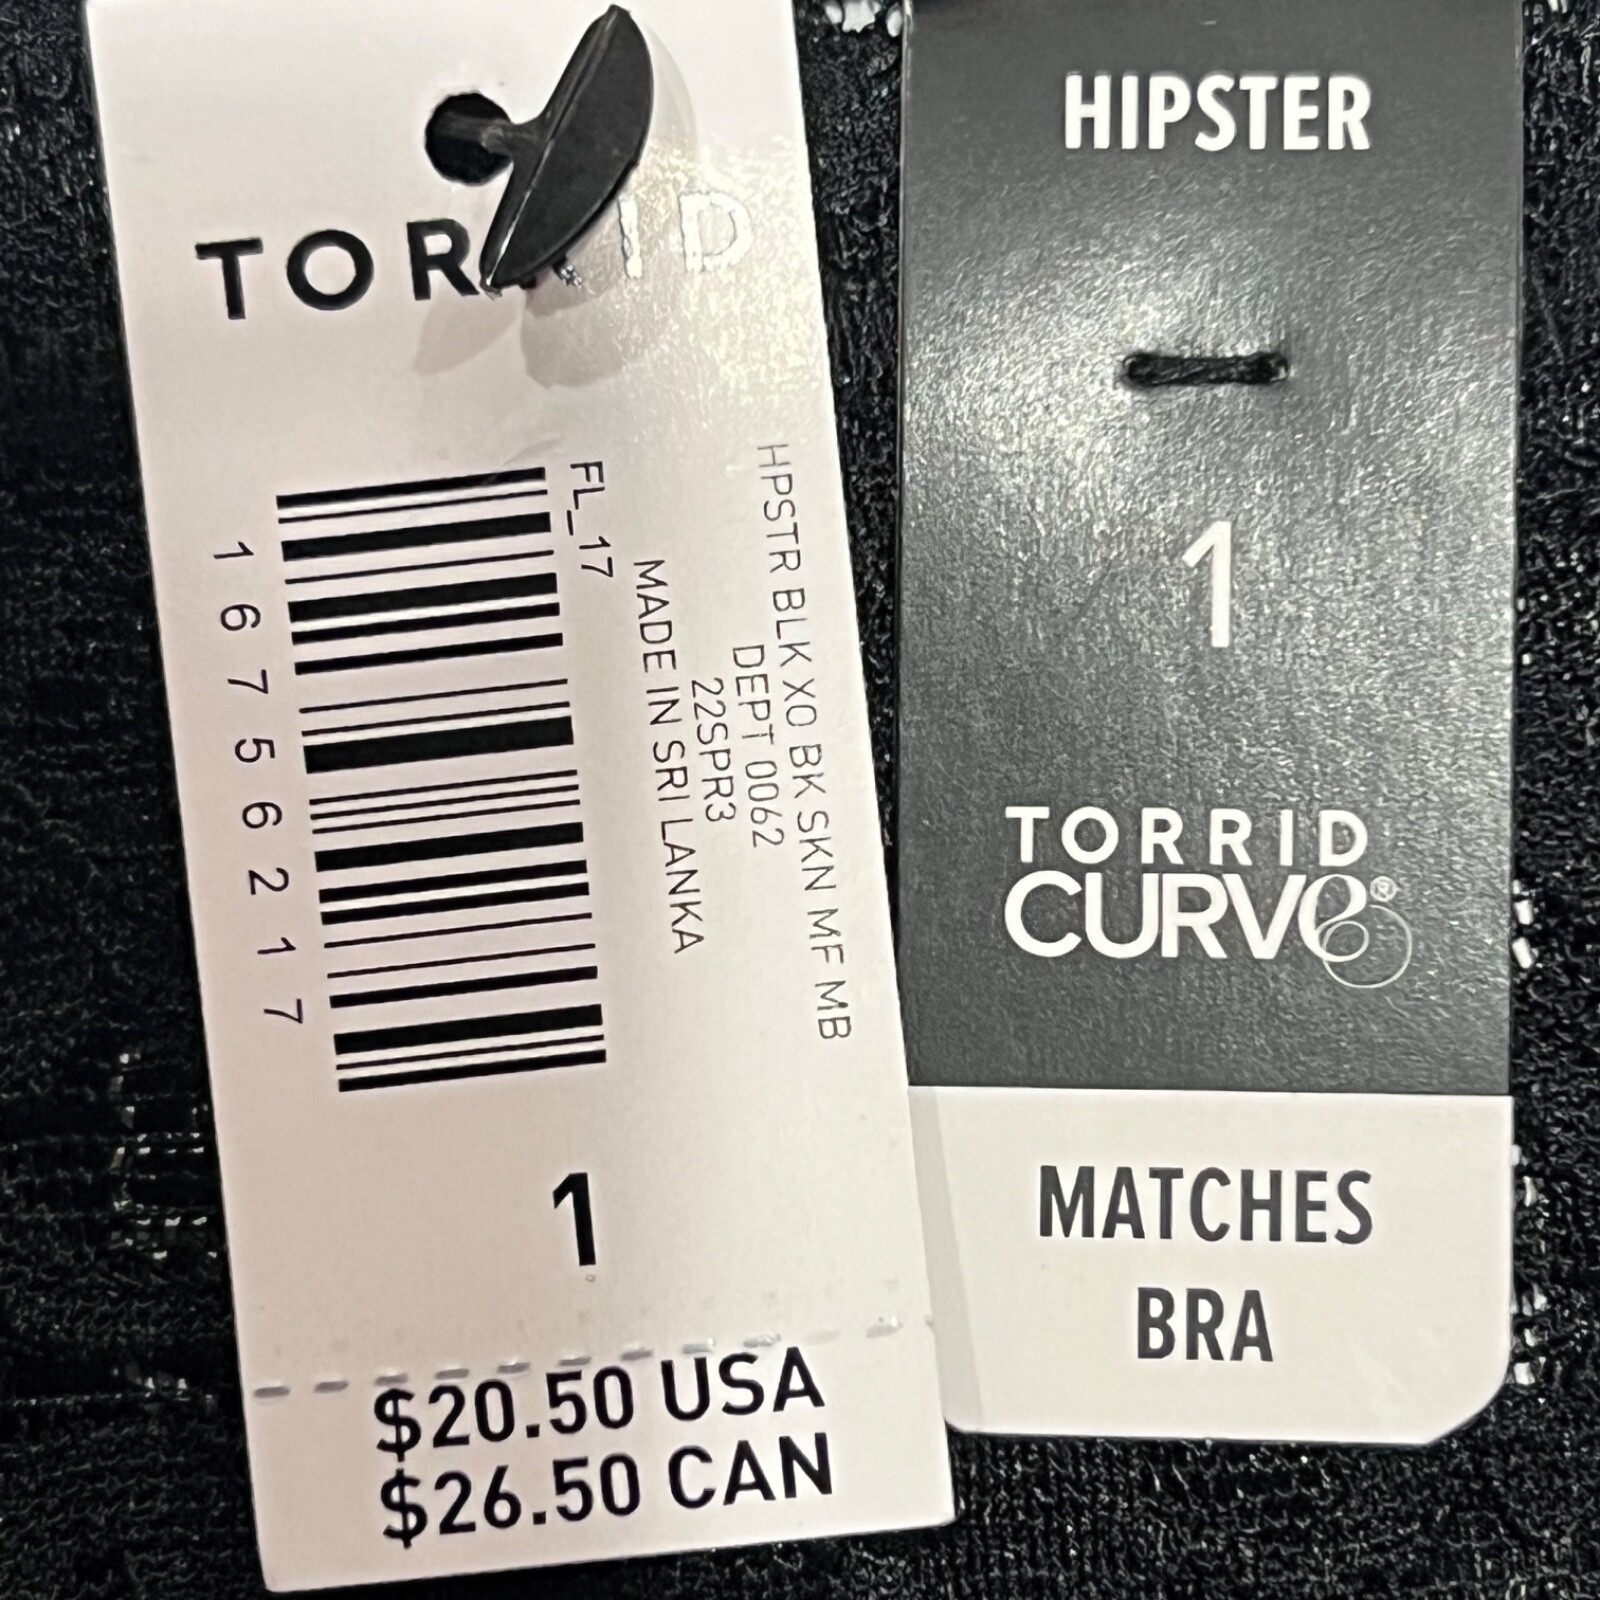 TORRID
HPSTR BLK XO BK SKN MF MB
DEPT 0062
22SPR3
MADE IN SRI LANKA
FL_17
16756217
1
$20.50 USA
$26.50 CAN
HIPSTER
1
TORRID
CURVE®
MATCHES
BRA